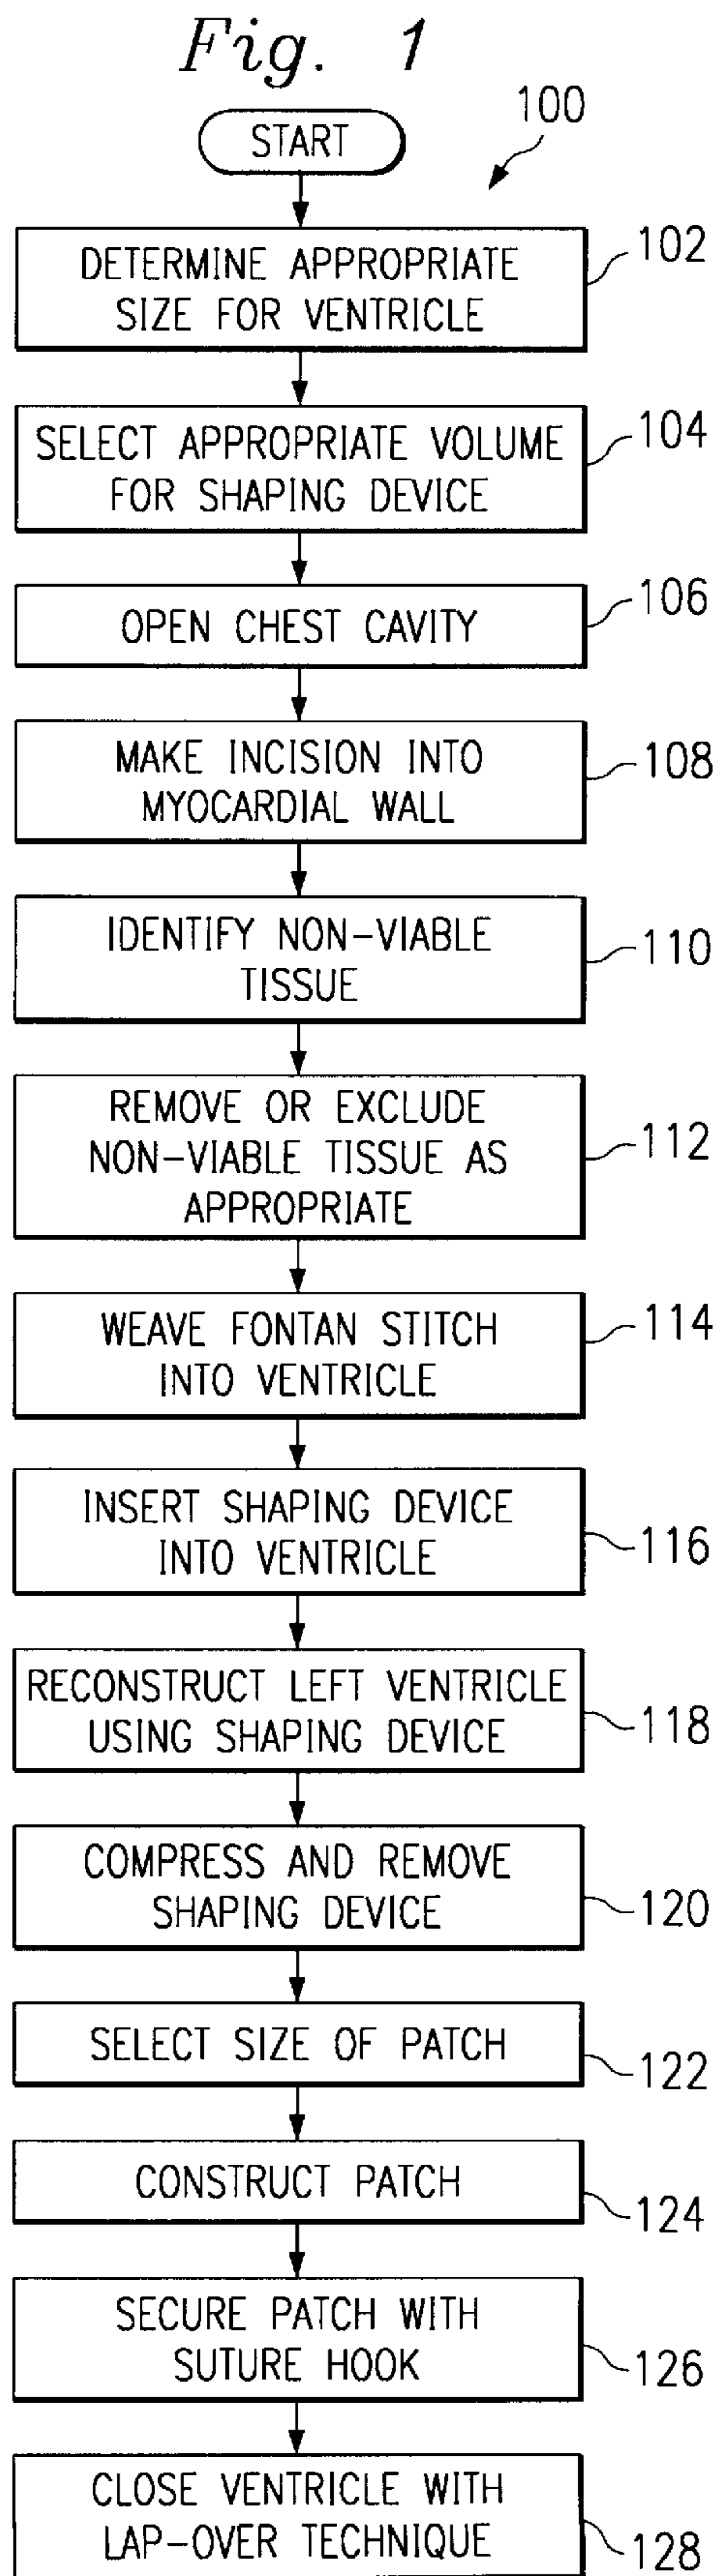 Fig. 1
100
START
DETERMINE APPROPRIATE
SIZE FOR VENTRICLE
102
SELECT APPROPRIATE VOLUME
FOR SHAPING DEVICE
104
OPEN CHEST CAVITY
106
MAKE INCISION INTO
MYOCARDIAL WALL
108
IDENTIFY NON-VIABLE
TISSUE
110
REMOVE OR EXCLUDE
NON-VIABLE TISSUE AS
APPROPRIATE
112
WEAVE FONTAN STITCH
INTO VENTRICLE
114
INSERT SHAPING DEVICE
INTO VENTRICLE
116
RECONSTRUCT LEFT VENTRICLE
USING SHAPING DEVICE
118
COMPRESS AND REMOVE
SHAPING DEVICE
120
SELECT SIZE OF PATCH
122
CONSTRUCT PATCH
124
SECURE PATCH WITH
SUTURE HOOK
126
CLOSE VENTRICLE WITH
LAP-OVER TECHNIQUE
128